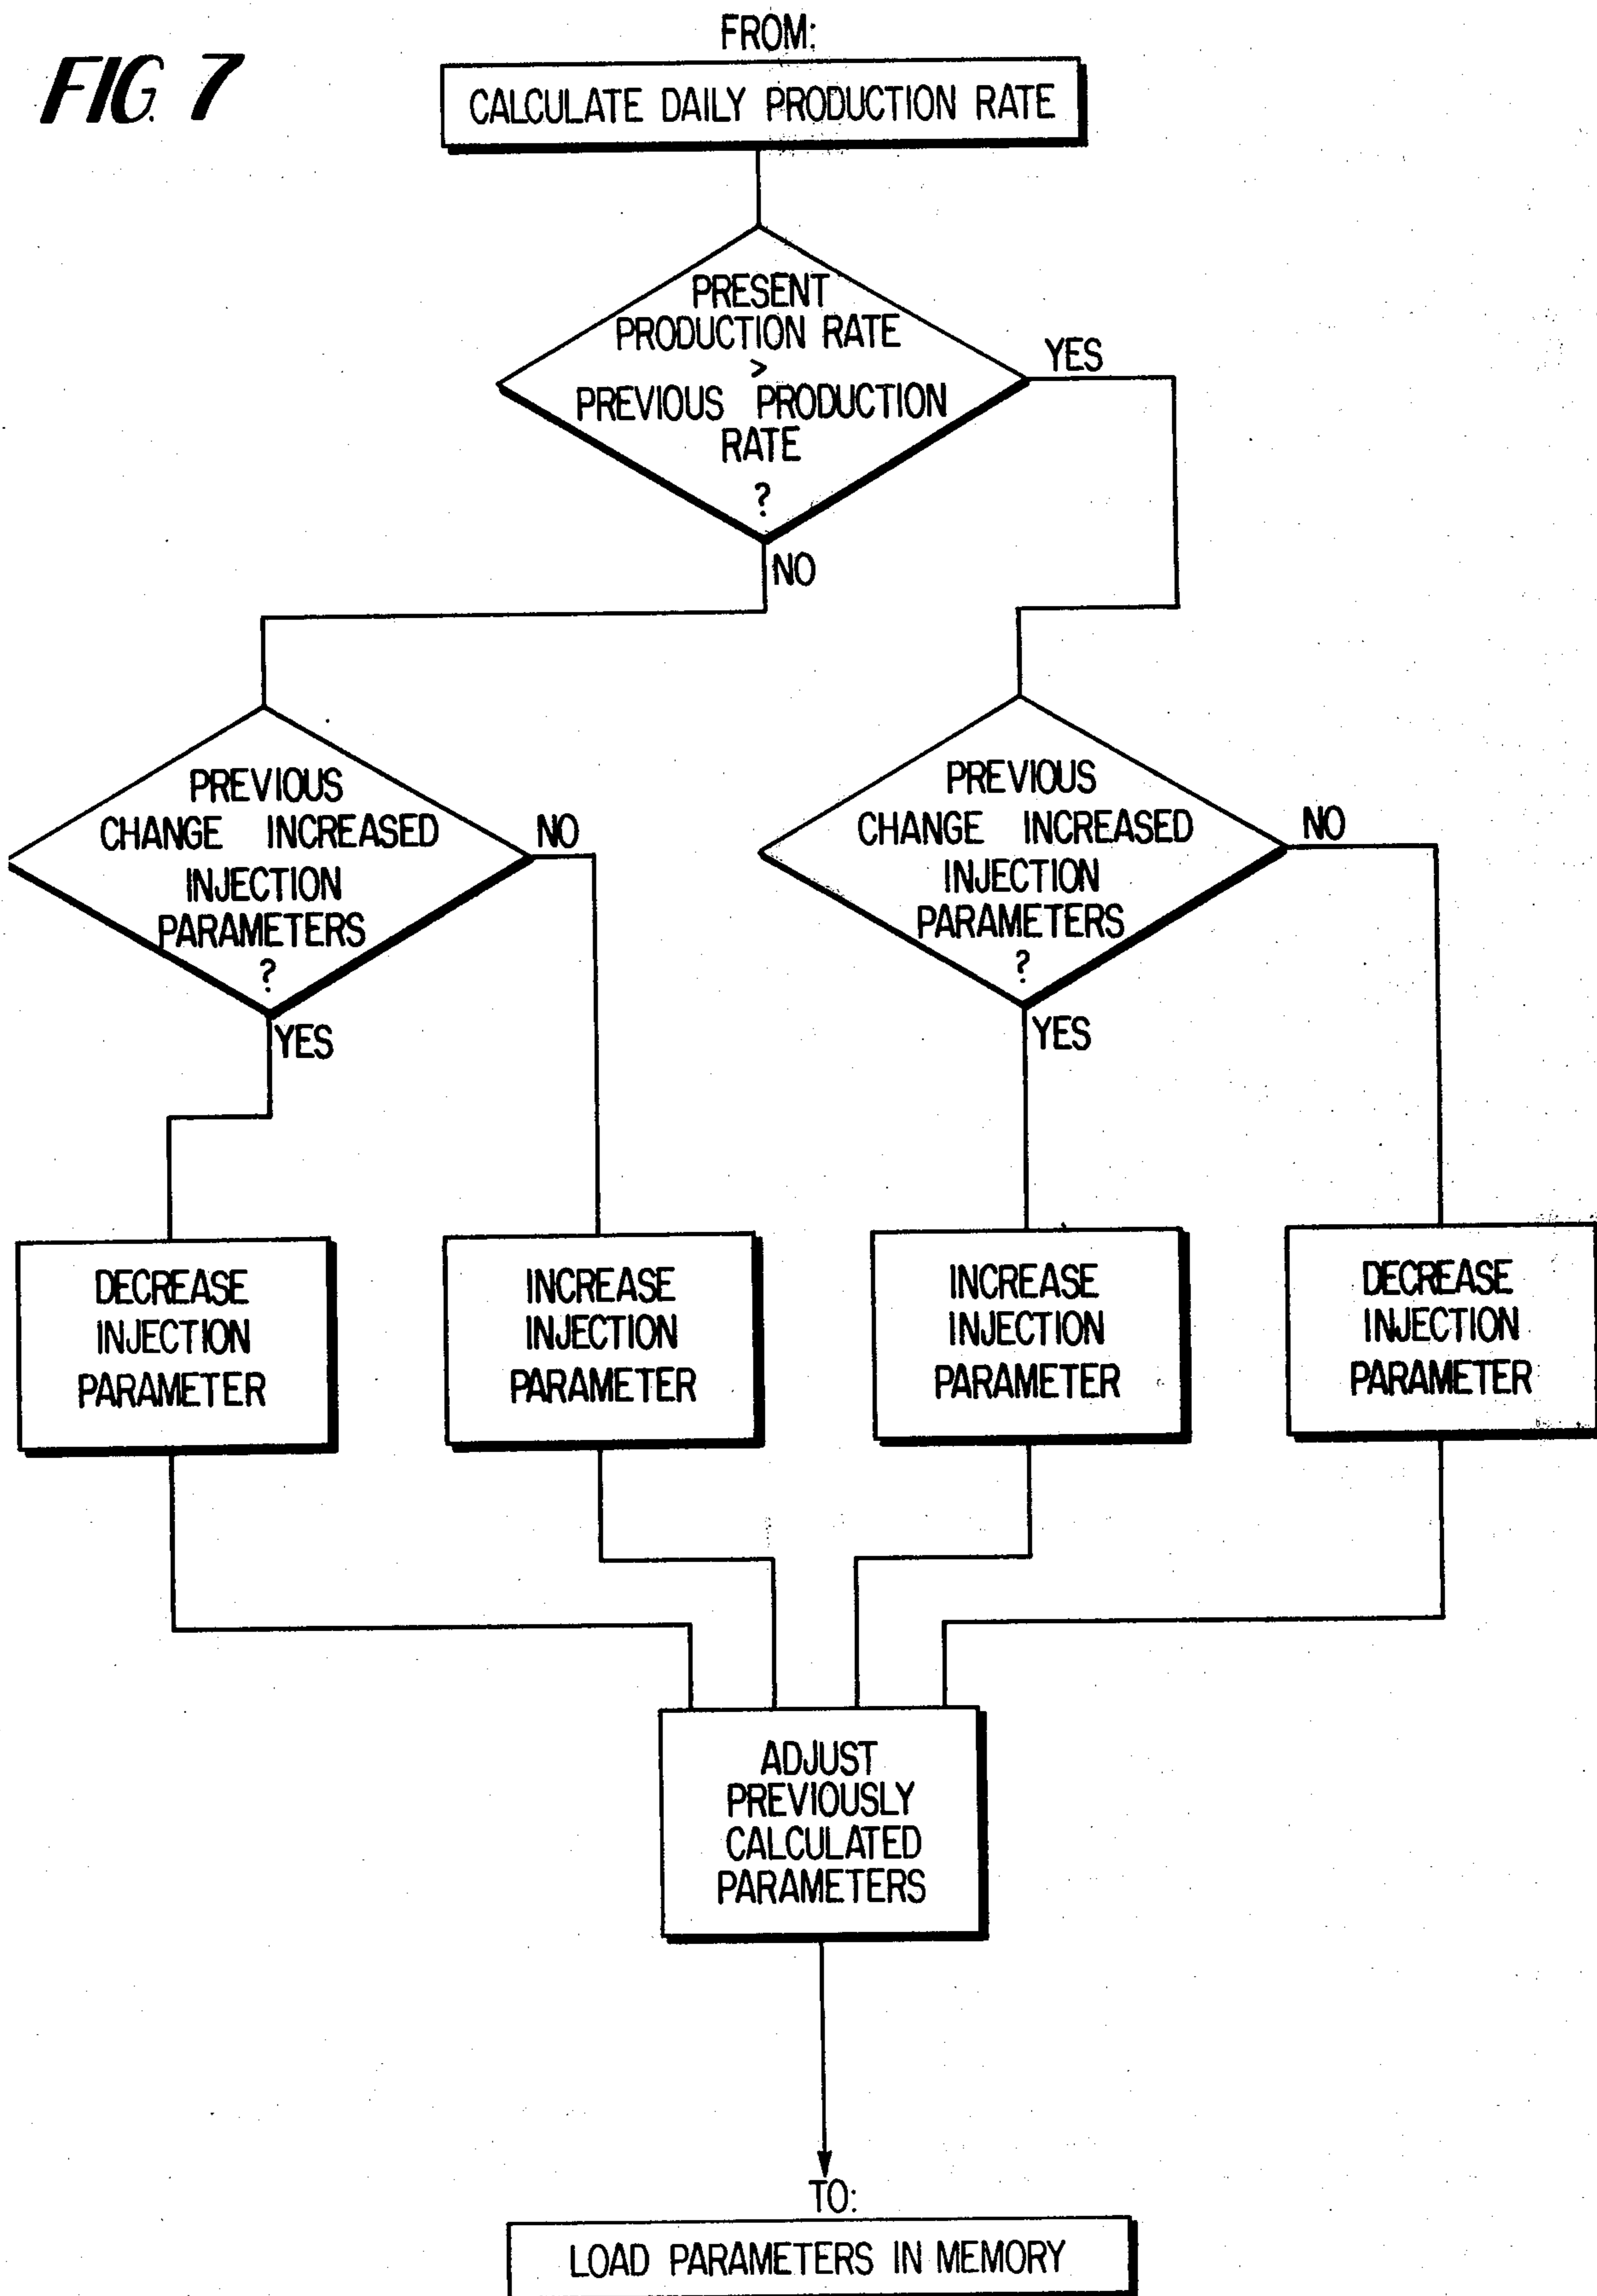 FIG. 7
FROM:
CALCULATE DAILY PRODUCTION RATE
PRESENT
PRODUCTION RATE
>
PREVIOUS PRODUCTION
RATE
?
YES
NO
PREVIOUS
CHANGE INCREASED
INJECTION
PARAMETERS
?
NO
YES
PREVIOUS
CHANGE INCREASED
INJECTION
PARAMETERS
?
NO
YES
DECREASE
INJECTION
PARAMETER
INCREASE
INJECTION
PARAMETER
INCREASE
INJECTION
PARAMETER
DECREASE
INJECTION
PARAMETER
ADJUST
PREVIOUSLY
CALCULATED
PARAMETERS
TO:
LOAD PARAMETERS IN MEMORY